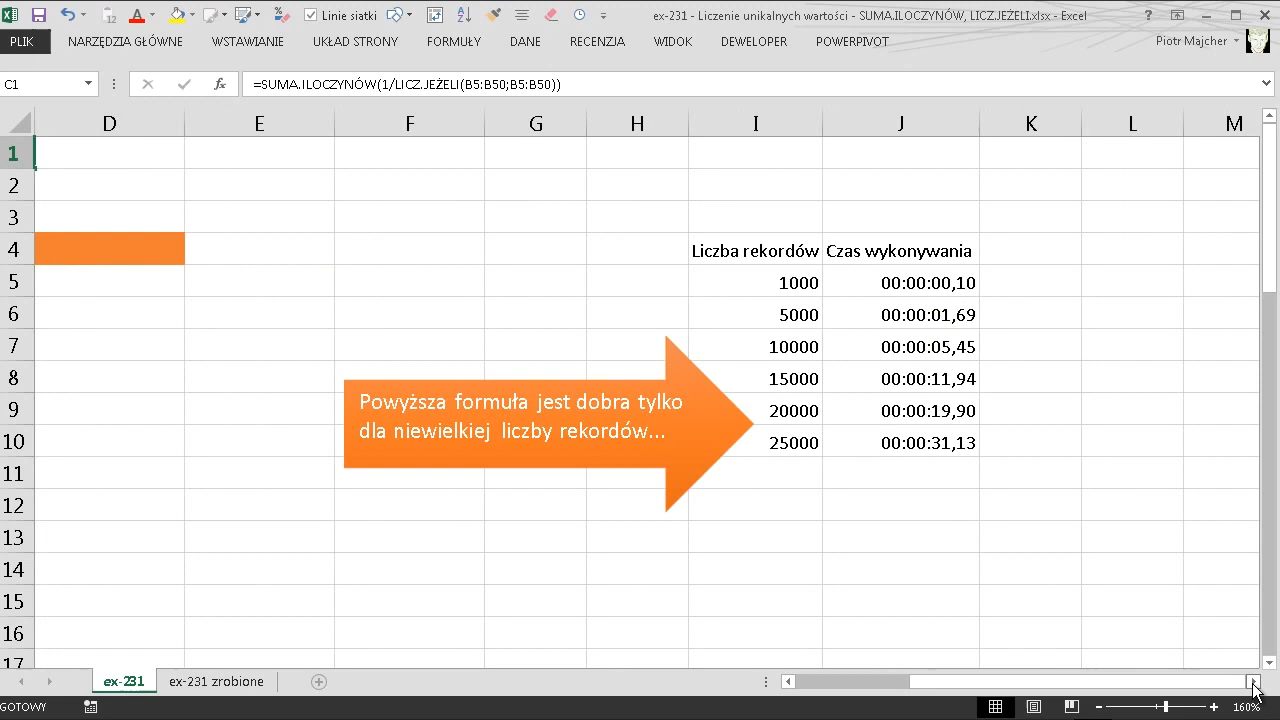 Linie siatki
ex-231 - Liczenie unikalnych wartości - SUMA.ILOCZYNÓW, LICZ.JEŻELI.xlsx - Excel
?
PLIK NARZĘDZIA GŁÓWNE WSTAWIANIE UKŁAD STRONY FORMUŁY DANE RECENZJA WIDOK DEWELOPER POWERPIVOT Piotr Majcher
C1 fx =SUMA.ILOCZYNÓW(1/LICZ.JEŻELI(B5:B50;B5:B50))
D E F G H I J K L M
1
2
3
4 Liczba rekordów Czas wykonywania
5 1000 00:00:00,10
6 5000 00:00:01,69
7 10000 00:00:05,45
8 15000 00:00:11,94
9 20000 00:00:19,90
10 25000 00:00:31,13
Powyższa formuła jest dobra tylko
dla niewielkiej liczby rekordów...
11
12
13
14
15
16
17
ex-231 ex-231 zrobione
GOTOWY 160%